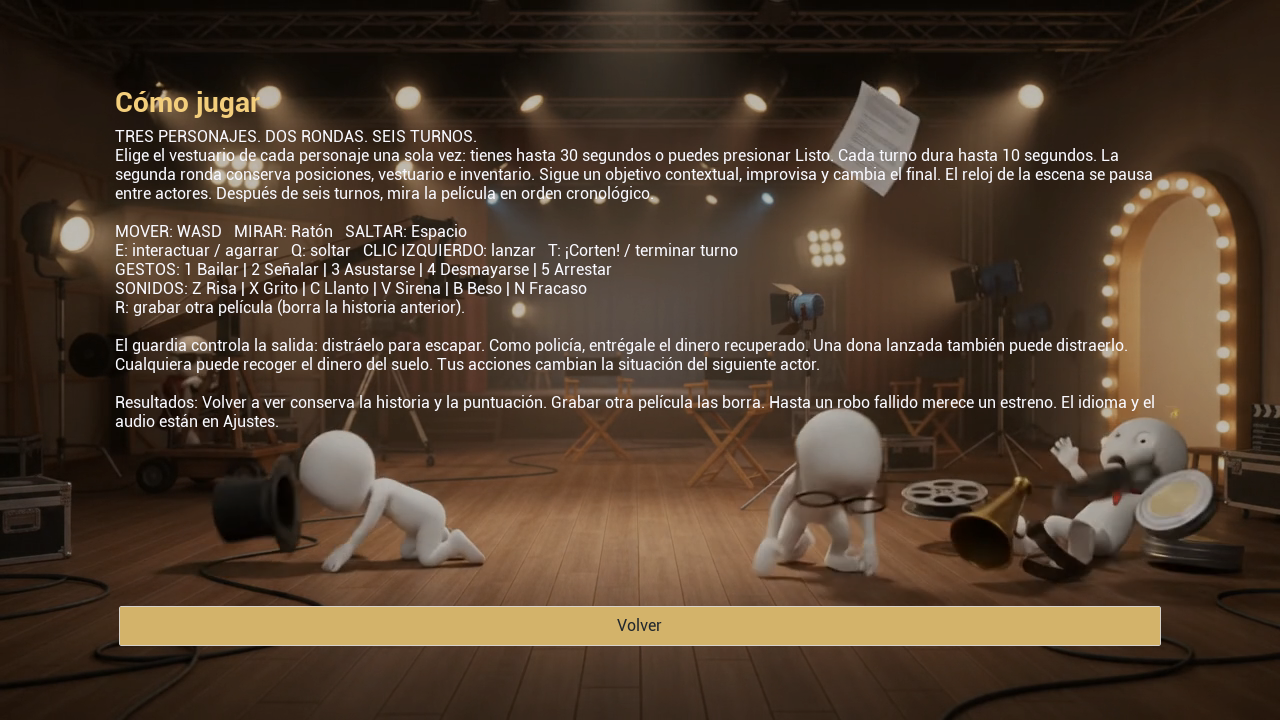 Cómo jugar
TRES PERSONAJES. DOS RONDAS. SEIS TURNOS.
Elige el vestuario de cada personaje una sola vez: tienes hasta 30 segundos o puedes presionar Listo. Cada turno dura hasta 10 segundos. La
segunda ronda conserva posiciones, vestuario e inventario. Sigue un objetivo contextual, improvisa y cambia el final. El reloj de la escena se pausa
entre actores. Después de seis turnos, mira la película en orden cronológico.
MOVER: WASD   MIRAR: Ratón   SALTAR: Espacio
E: interactuar / agarrar   Q: soltar   CLIC IZQUIERDO: lanzar   T: ¡Corten! / terminar turno
GESTOS: 1 Bailar | 2 Señalar | 3 Asustarse | 4 Desmayarse | 5 Arrestar
SONIDOS: Z Risa | X Grito | C Llanto | V Sirena | B Beso | N Fracaso
R: grabar otra película (borra la historia anterior).
El guardia controla la salida: distráelo para escapar. Como policía, entrégale el dinero recuperado. Una dona lanzada también puede distraerlo.
Cualquiera puede recoger el dinero del suelo. Tus acciones cambian la situación del siguiente actor.
Resultados: Volver a ver conserva la historia y la puntuación. Grabar otra película las borra. Hasta un robo fallido merece un estreno. El idioma y el
audio están en Ajustes.
Volver